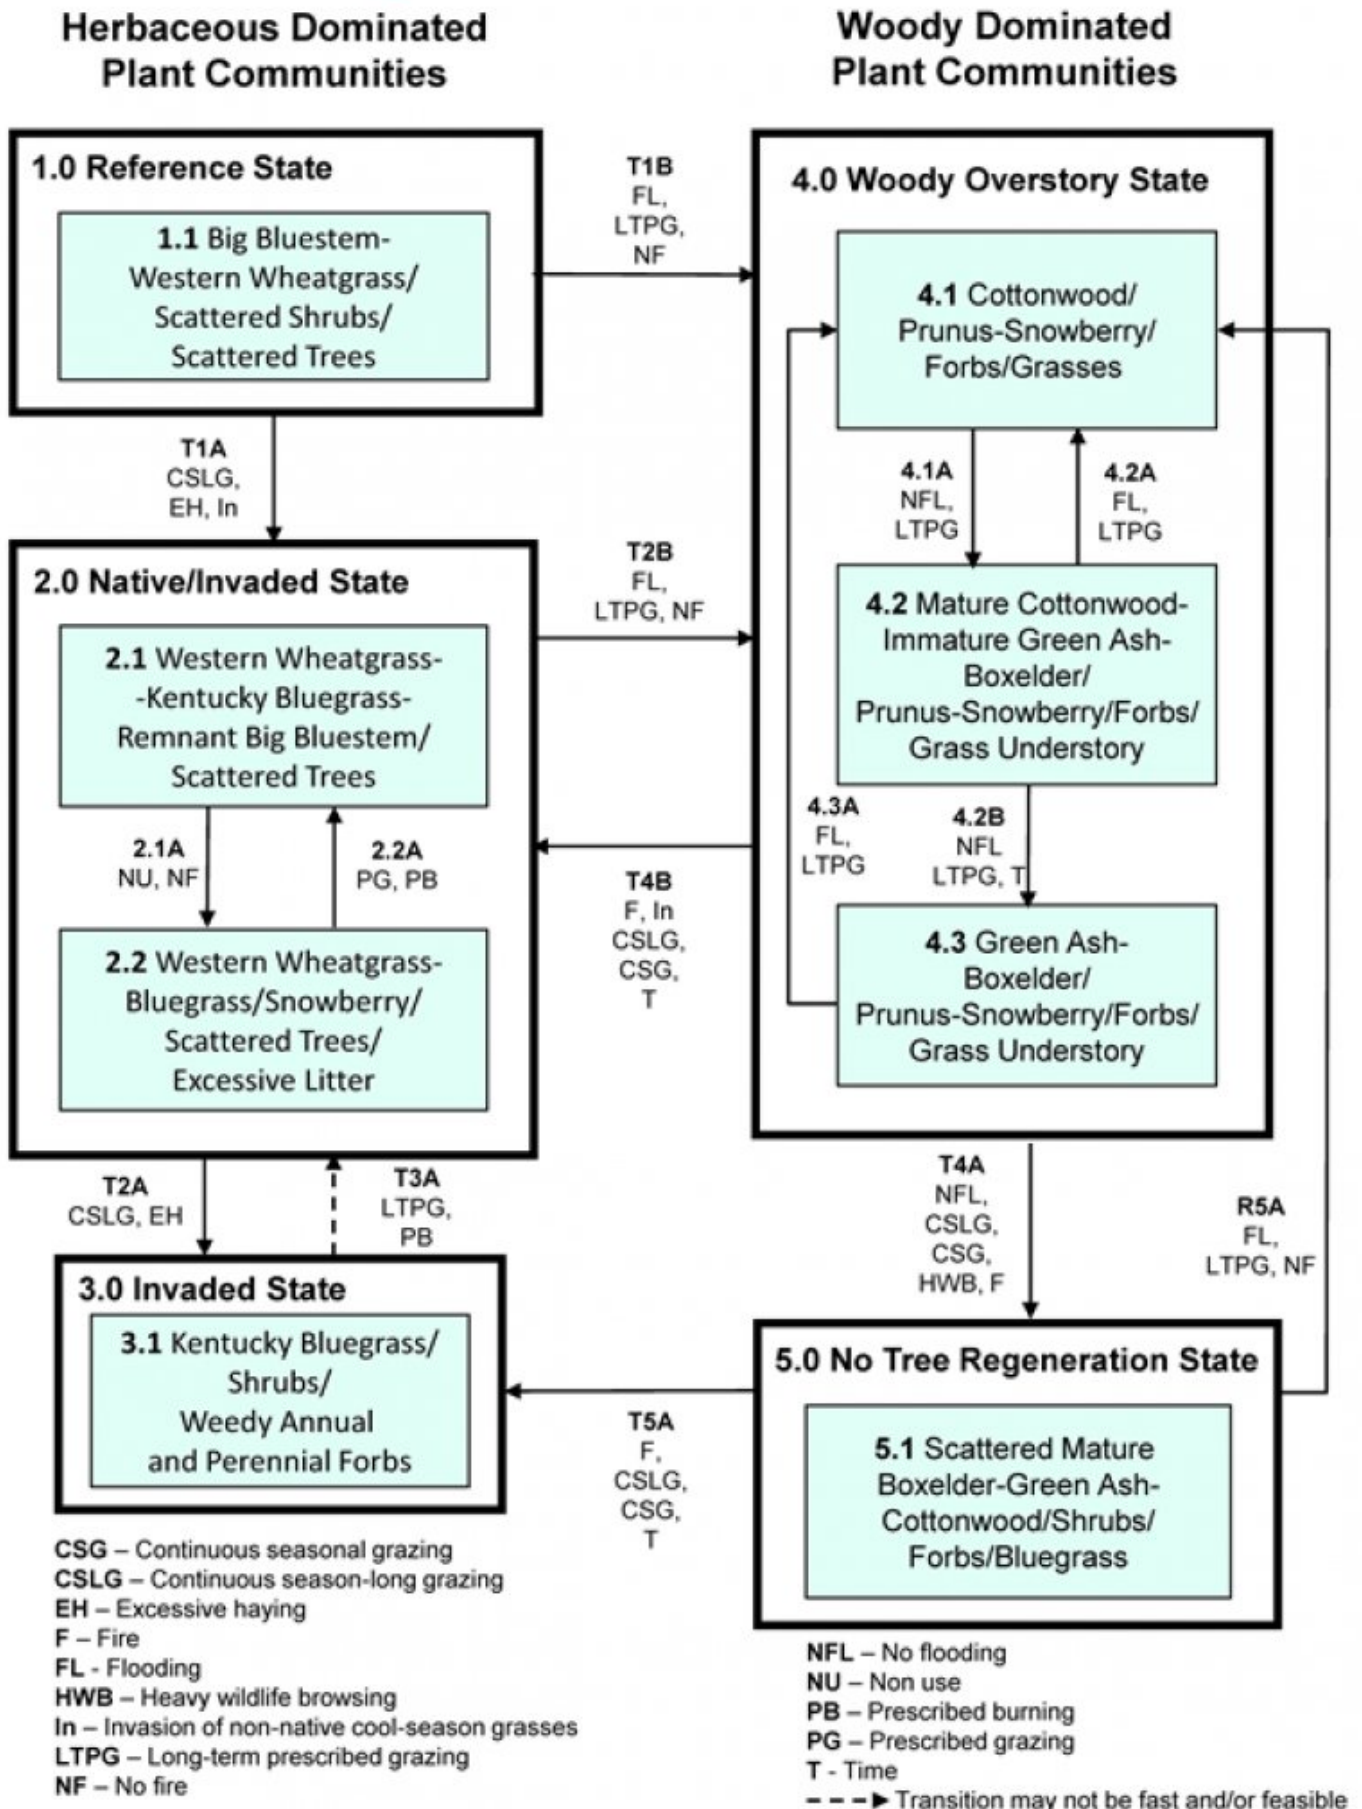 Herbaceous Dominated
Plant Communities
Woody Dominated
Plant Communities
1.0 Reference State
1.1 Big Bluestem-
Western Wheatgrass/
Scattered Shrubs/
Scattered Trees
T1B
FL,
LTPG,
NF
T1A
CSLG,
EH, In
2.0 Native/Invaded State
2.1 Western Wheatgrass-
-Kentucky Bluegrass-
Remnant Big Bluestem/
Scattered Trees
2.1A
NU, NF
2.2A
PG, PB
2.2 Western Wheatgrass-
Bluegrass/Snowberry/
Scattered Trees/
Excessive Litter
T2B
FL,
LTPG, NF
T4B
F, In
CSLG,
CSG,
T
4.0 Woody Overstory State
4.1 Cottonwood/
Prunus-Snowberry/
Forbs/Grasses
4.1A
NFL,
LTPG
4.2A
FL,
LTPG
4.2 Mature Cottonwood-
Immature Green Ash-
Boxelder/
Prunus-Snowberry/Forbs/
Grass Understory
4.3A
FL,
LTPG
4.2B
NFL
LTPG, T
4.3 Green Ash-
Boxelder/
Prunus-Snowberry/Forbs/
Grass Understory
T2A
CSLG, EH
T3A
LTPG,
PB
3.0 Invaded State
3.1 Kentucky Bluegrass/
Shrubs/
Weedy Annual
and Perennial Forbs
T4A
NFL,
CSLG,
CSG,
HWB, F
R5A
FL,
LTPG, NF
T5A
F,
CSLG,
CSG,
T
5.0 No Tree Regeneration State
5.1 Scattered Mature
Boxelder-Green Ash-
Cottonwood/Shrubs/
Forbs/Bluegrass
CSG – Continuous seasonal grazing
CSLG – Continuous season-long grazing
EH – Excessive haying
F – Fire
FL - Flooding
HWB – Heavy wildlife browsing
In – Invasion of non-native cool-season grasses
LTPG – Long-term prescribed grazing
NF – No fire
NFL – No flooding
NU – Non use
PB – Prescribed burning
PG – Prescribed grazing
T - Time
Transition may not be fast and/or feasible